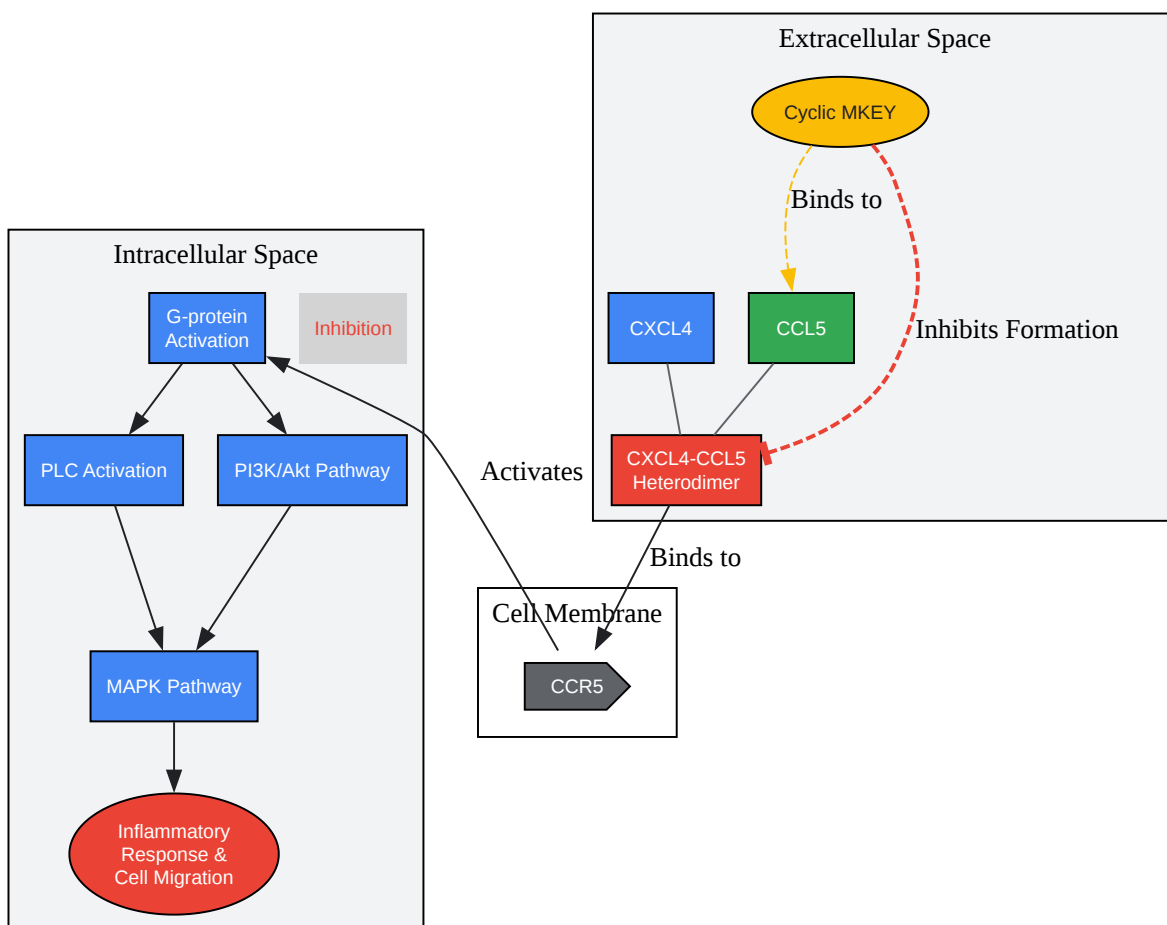 Extracellular Space
Cyclic MKEY
Binds to
Intracellular Space
G-protein
Activation
Inhibition
CXCL4
CCL5
Inhibits Formation
PLC Activation
PI3K/Akt Pathway
Activates
CXCL4-CCL5
Heterodimer
Binds to
Cell Membrane
CCR5
MAPK Pathway
Inflammatory
Response &
Cell Migration